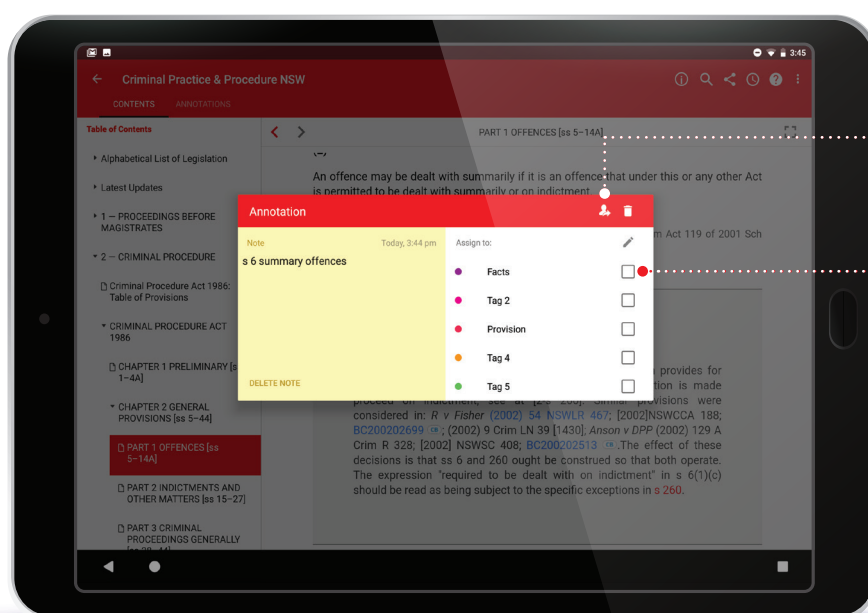 3:45
Criminal Practice & Procedure NSW
CONTENTS ANNOTATIONS
Table of Contents
Alphabetical List of Legislation
Latest Updates
1 — PROCEEDINGS BEFORE
MAGISTRATES
2 — CRIMINAL PROCEDURE
Criminal Procedure Act 1986:
Table of Provisions
CRIMINAL PROCEDURE ACT
1986
CHAPTER 1 PRELIMINARY [s
1–4A]
CHAPTER 2 GENERAL
PROVISIONS [ss 5–44]
PART 1 OFFENCES [ss
5–14A]
PART 2 INDICTMENTS AND
OTHER MATTERS [ss 15–27]
PART 3 CRIMINAL
PROCEEDINGS GENERALLY
PART 1 OFFENCES [ss 5–14A]
An offence may be dealt with summarily if it is an offence that under this or any other Act
is permitted to be dealt with summarily or on indictment.
m Act 119 of 2001 Sch
Annotation
Note Today, 3:44 pm
s 6 summary offences
DELETE NOTE
Assign to:
Facts
Tag 2
Provision
Tag 4
Tag 5
provides for
tion is made
proceed on indictment, see at [2-s 260]. Similar provisions were
considered in: R v Fisher (2002) 54 NSWLR 467; [2002]NSWCCA 188;
BC200202699 ; (2002) 9 Crim LN 39 [1430]; Anson v DPP (2002) 129 A
Crim R 328; [2002] NSWSC 408; BC200202513 .The effect of these
decisions is that ss 6 and 260 ought be construed so that both operate.
The expression "required to be dealt with on indictment" in s 6(1)(c)
should be read as being subject to the specific exceptions in s 260.